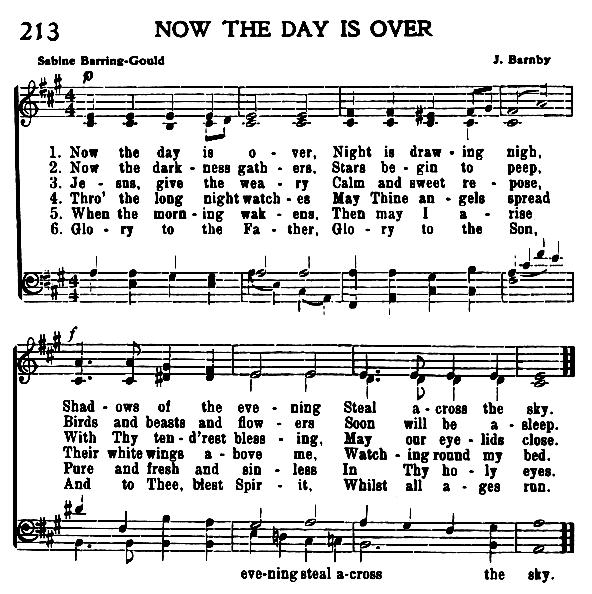 213 NOW THE DAY IS OVER
Sabine Barring-Gould J. Barnby
p
4 4
1. Now the day is o - ver, Night is draw - ing nigh,
2. Now the dark - ness gath - ers, Stars be - gin to peep,
3. Je - sus, give the wea - ry Calm and sweet re - pose,
4. Thro' the long night watch - es May Thine an - gels spread
5. When the morn - ing wak - ens, Then may I a - rise
6. Glo - ry to the Fa - ther, Glo - ry to the Son,
4 4
f
Shad - ows of the eve - ning Steal a - cross the sky.
Birds and beasts and flow - ers Soon will be a - sleep.
With Thy ten - d'rest bless - ing, May our eye - lids close.
Their white wings a - bove me, Watch - ing round my bed.
Pure and fresh and sin - less In Thy ho - ly eyes.
And to Thee, blest Spir - it, Whilst all a - ges run.
eve-ning steal a-cross the sky.